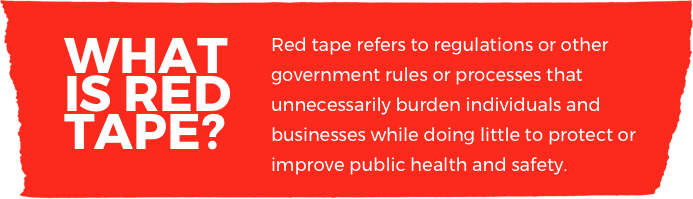 WHAT
IS RED
TAPE?
Red tape refers to regulations or other
government rules or processes that
unnecessarily burden individuals and
businesses while doing little to protect or
improve public health and safety.